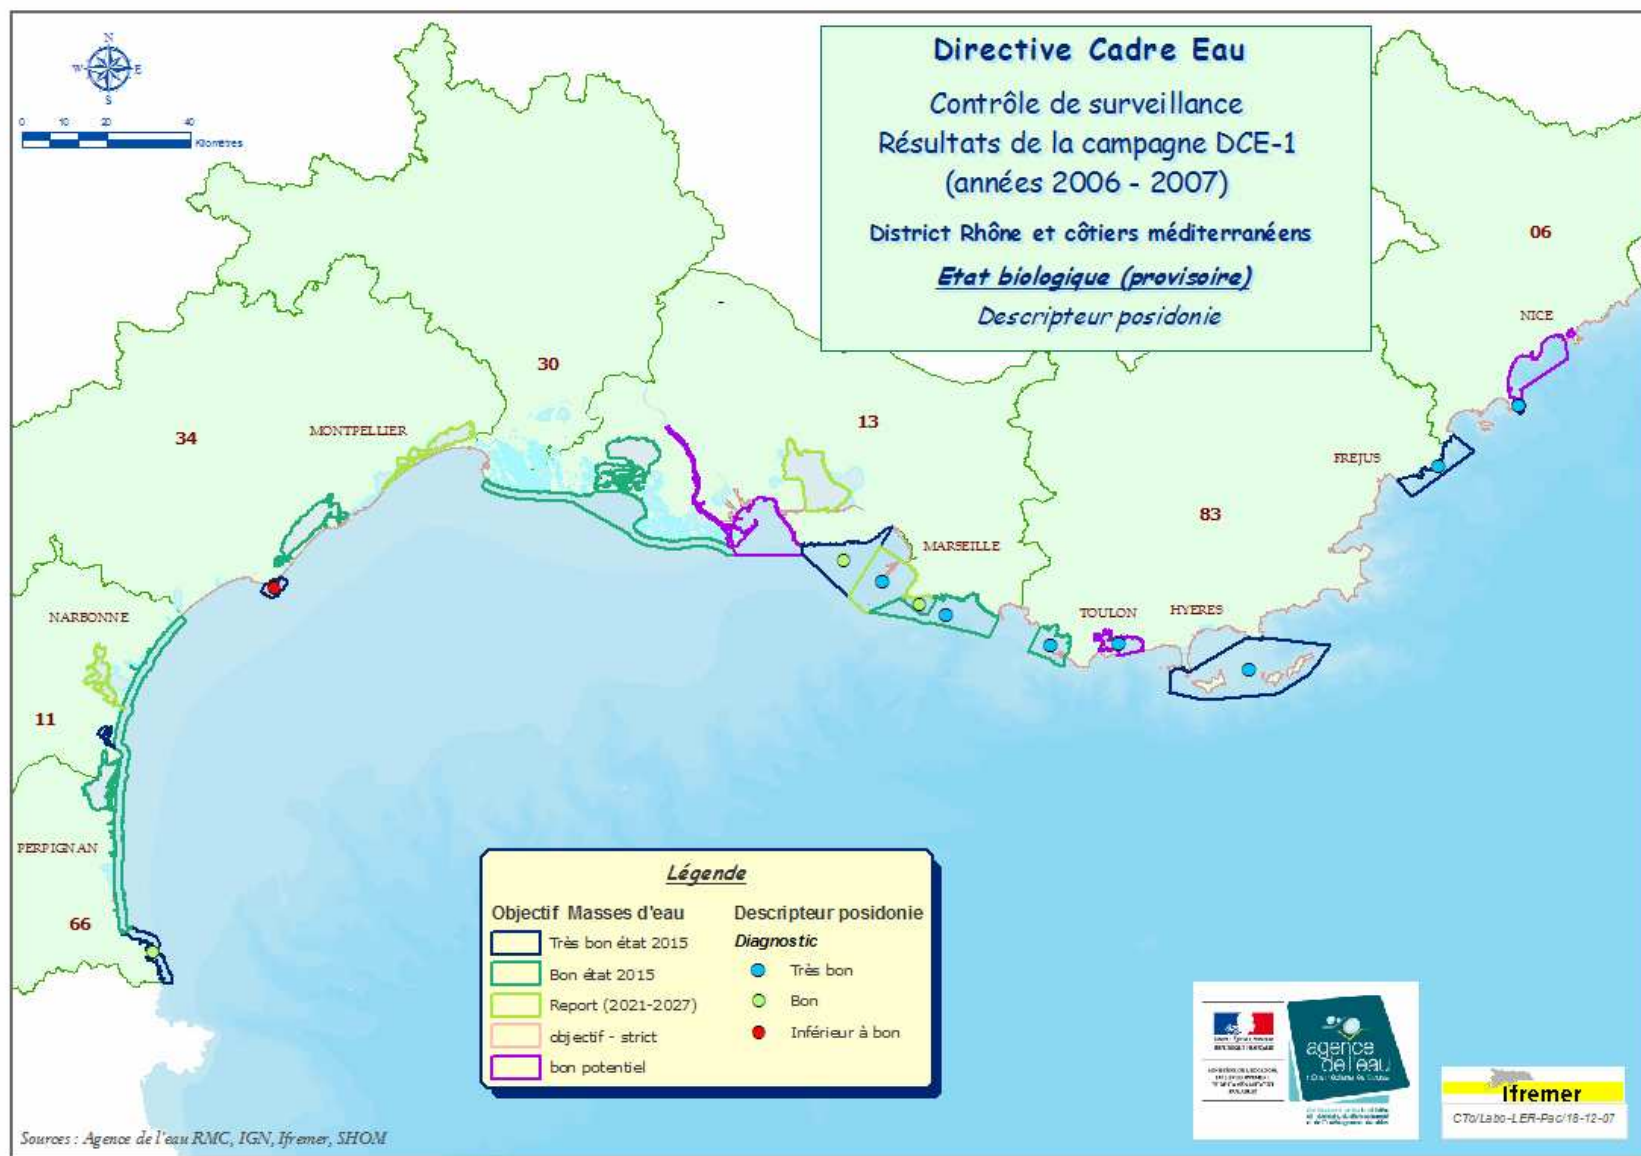 Directive Cadre Eau
Contrôle de surveillance
Résultats de la campagne DCE-1
(années 2006 - 2007)
District Rhône et côtiers méditerranéens
Etat biologique (provisoire)
Descripteur posidonie
N
W
E
S
0 10 20 40
Kilomètres
06
NICE
30
13
34
MONTPELLIER
FREJUS
83
MARSEILLE
NARBONNE
TOULON
HYERES
11
PERPIGNAN
66
Légende
Objectif Masses d'eau
Très bon état 2015
Bon état 2015
Report (2021-2027)
objectif - strict
bon potentiel
Descripteur posidonie
Diagnostic
Très bon
Bon
Inférieur à bon
agence
de l'eau
Ifremer
CTo/Labo-LER-Pac/18-12-07
Sources : Agence de l'eau RMC, IGN, Ifremer, SHOM